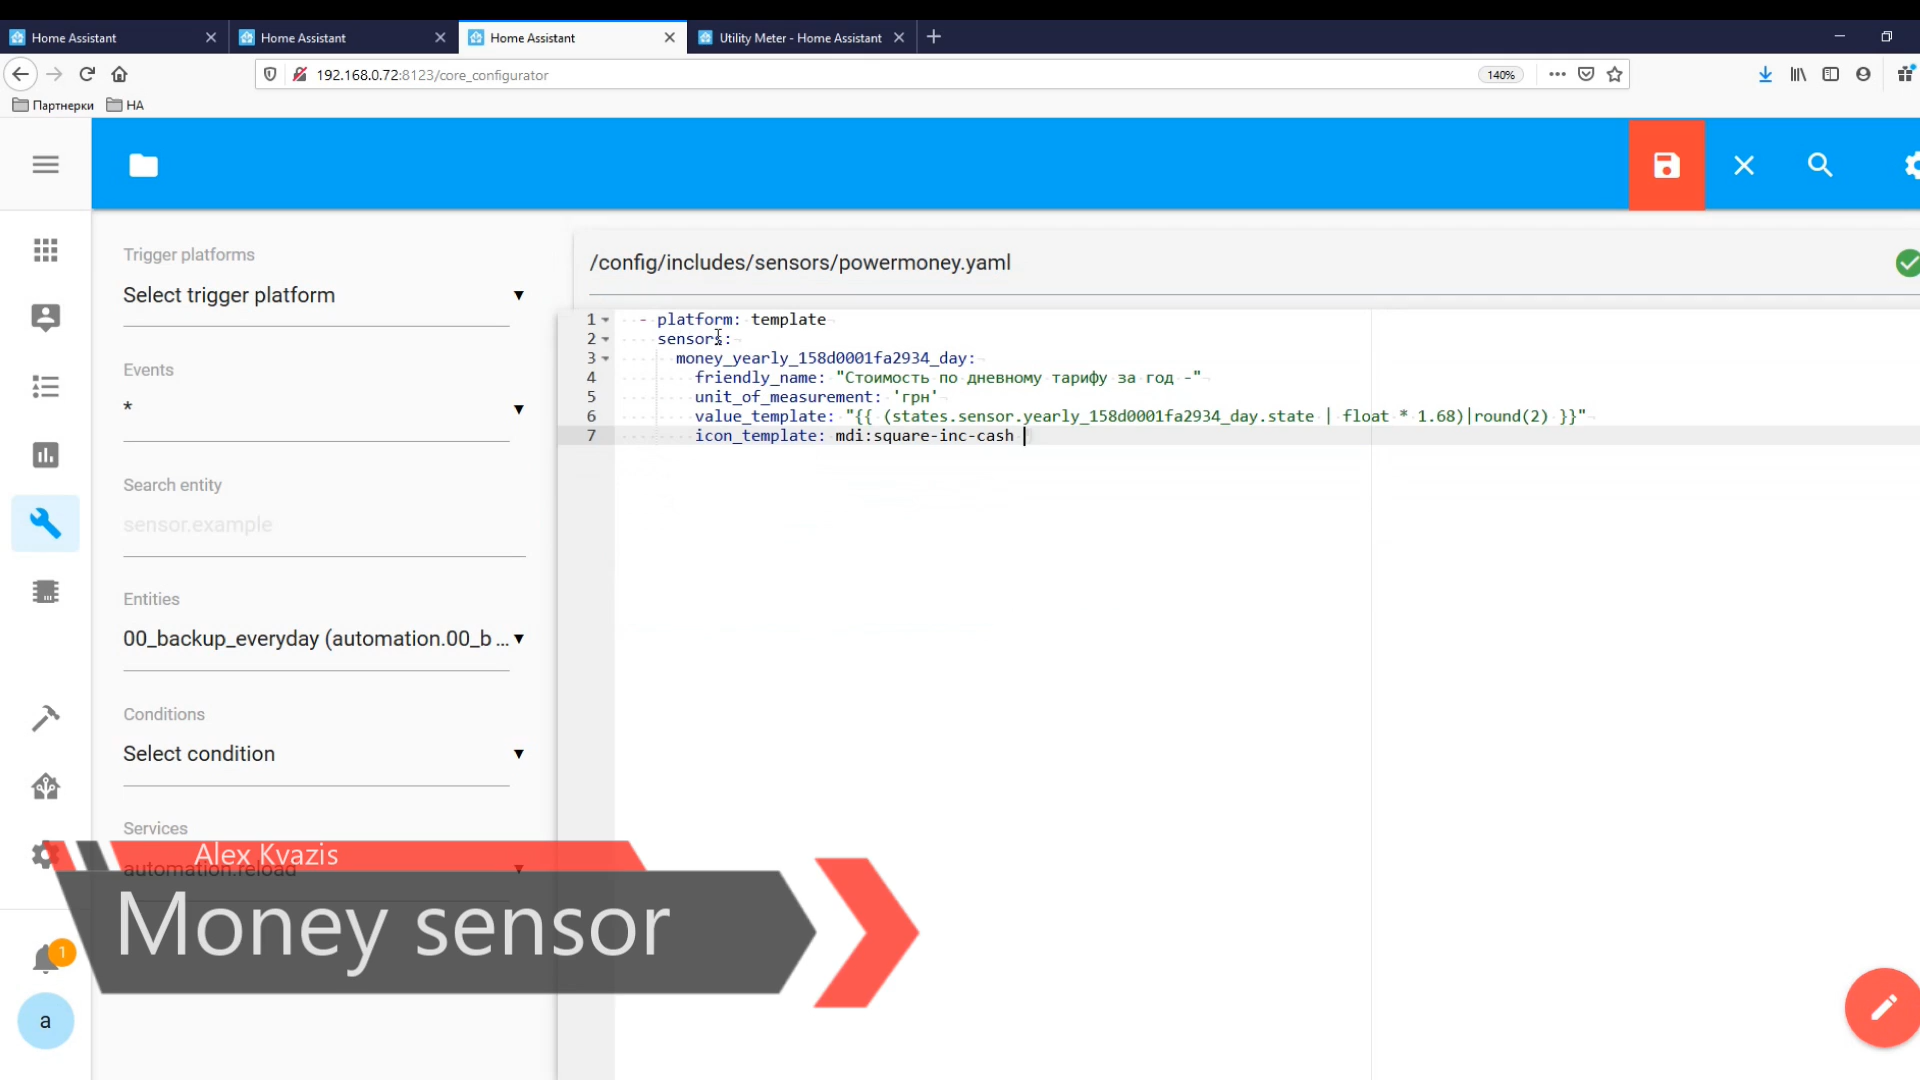 Home Assistant
Home Assistant
Home Assistant
Utility Meter - Home Assistant
192.168.0.72:8123/core_configurator
140%
Партнерки
HA
Trigger platforms
Select trigger platform
Events
*
Search entity
sensor.example
Entities
00_backup_everyday (automation.00_b ...
Conditions
Select condition
Services
automation.reload
/config/includes/sensors/powermoney.yaml
1 - platform: template
2 sensors:
3 money_yearly_158d0001fa2934_day:
4 friendly_name: "Стоимость по дневному тарифу за год -"
5 unit_of_measurement: 'грн'
6 value_template: "{{ (states.sensor.yearly_158d0001fa2934_day.state | float * 1.68)|round(2) }}"
7 icon_template: mdi:square-inc-cash
Alex Kvazis
Money sensor
1
a